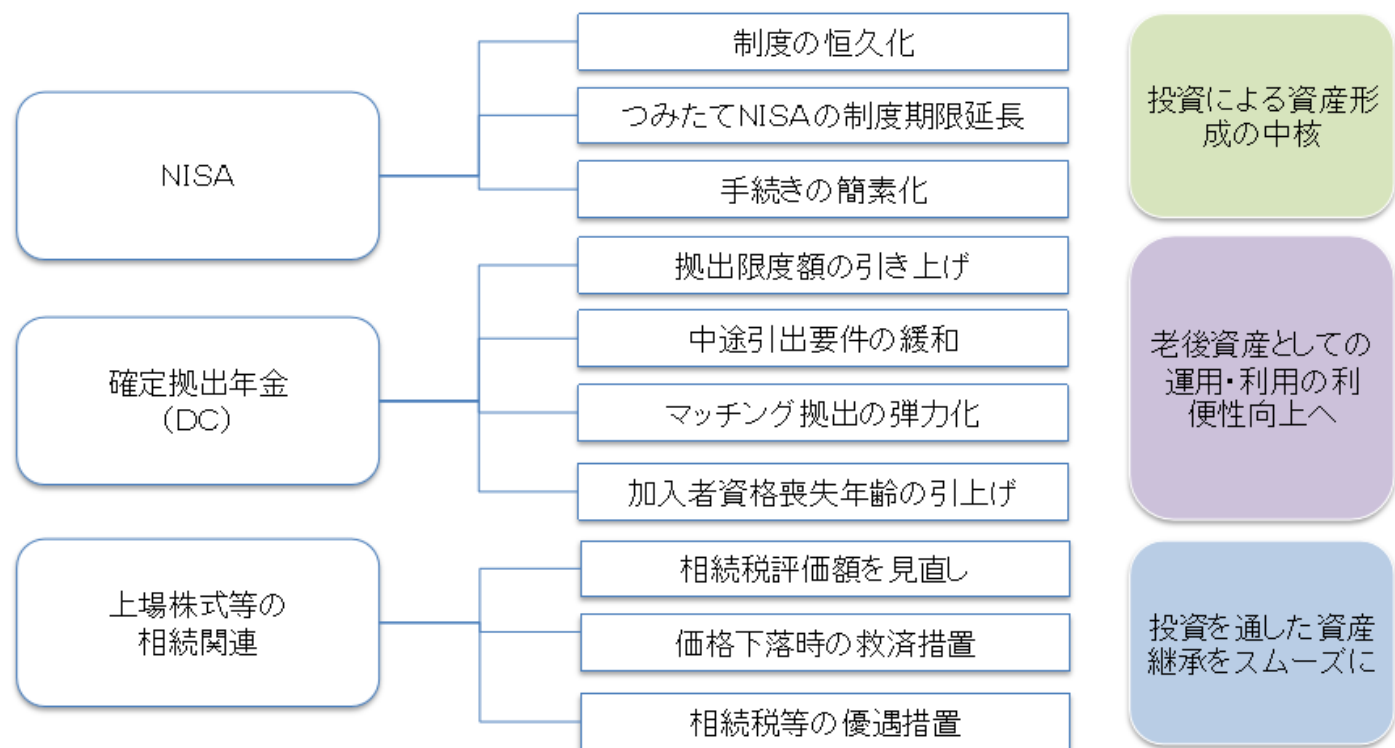 NISA
制度の恒久化
つみたてNISAの制度期限延長
手続きの簡素化
投資による資産形
成の中核
確定拠出年金
（DC）
拠出限度額の引き上げ
中途引出要件の緩和
マッチング拠出の弾力化
加入者資格喪失年齢の引上げ
老後資産としての
運用・利用の利
便性向上へ
上場株式等の
相続関連
相続税評価額を見直し
価格下落時の救済措置
相続税等の優遇措置
投資を通した資産
継承をスムーズに